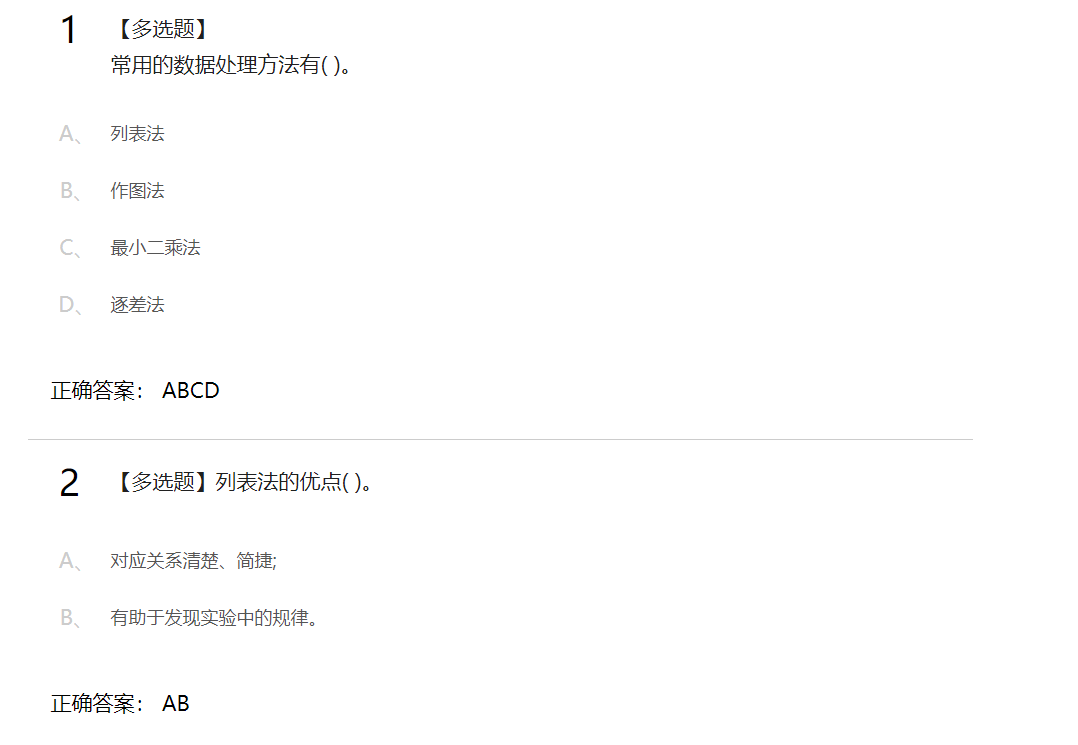 1 【多选题】
常用的数据处理方法有( )。
A、 列表法
B、 作图法
C、 最小二乘法
D、 逐差法
正确答案： ABCD
2 【多选题】列表法的优点( )。
A、 对应关系清楚、简捷;
B、 有助于发现实验中的规律。
正确答案： AB